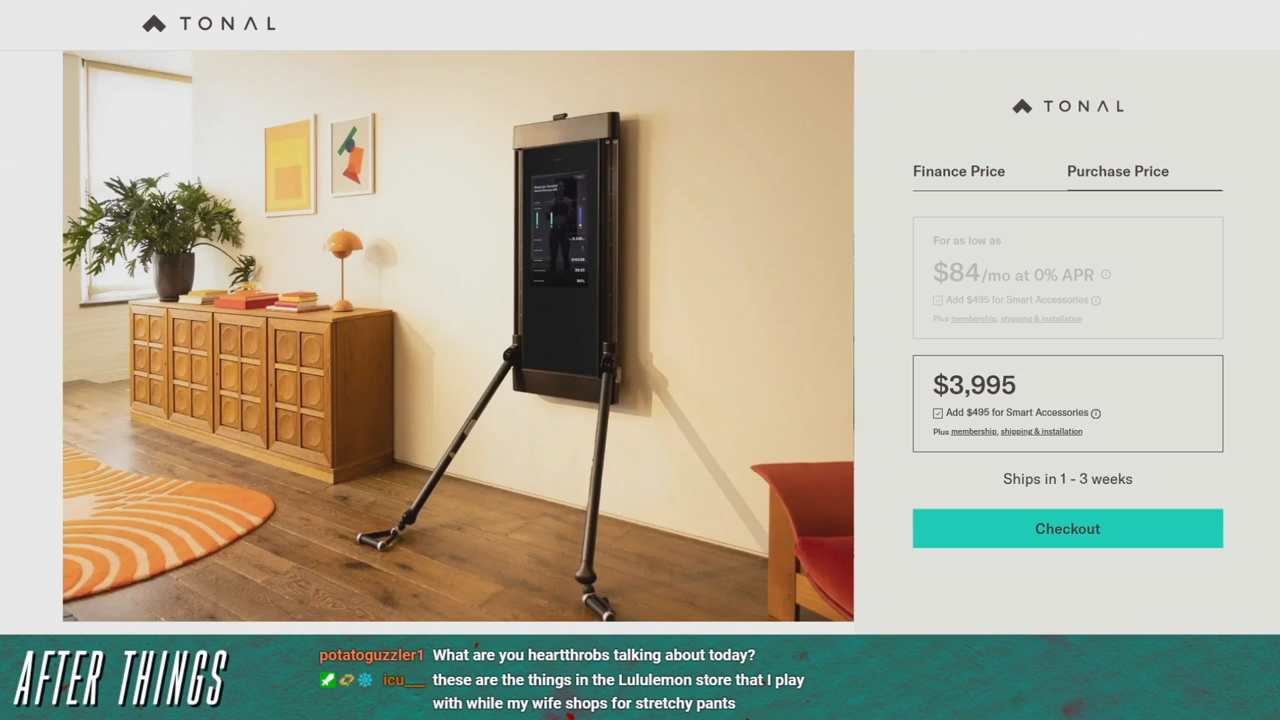 TONAL
TONAL
Finance Price
Purchase Price
For as low as
$84/mo at 0% APR
Add $495 for Smart Accessories
Plus membership, shipping & installation
$3,995
Add $495 for Smart Accessories
Plus membership, shipping & installation
Ships in 1 - 3 weeks
Checkout
AFTER THINGS
potatoguzzler1 What are you heartthrobs talking about today?
icu___ these are the things in the Lululemon store that I play
with while my wife shops for stretchy pants